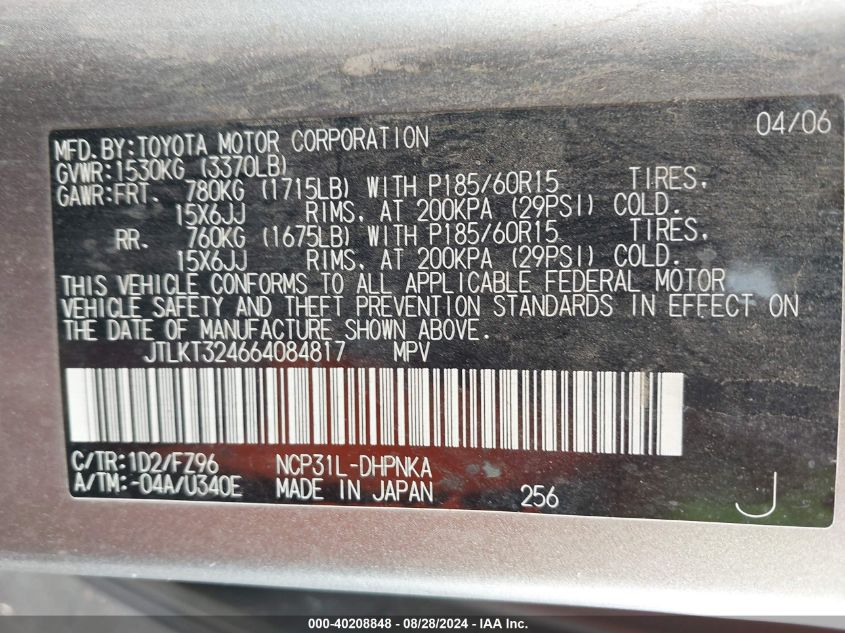 04/06
MFD.BY:TOYOTA MOTOR CORPORATION
GVWR:1530KG (3370LB)
GAWR:FRT. 780KG (1715LB) WITH P185/60R15 TIRES,
15X6JJ RIMS, AT 200KPA (29PSI) COLD.
RR. 760KG (1675LB) WITH P185/60R15 TIRES,
15X6JJ RIMS, AT 200KPA (29PSI) COLD.
THIS VEHICLE CONFORMS TO ALL APPLICABLE FEDERAL MOTOR
VEHICLE SAFETY AND THEFT PREVENTION STANDARDS IN EFFECT ON
THE DATE OF MANUFACTURE SHOWN ABOVE.
JTLKT324664084817 MPV
C/TR:1D2/FZ96 NCP31L-DHPNKA
A/TM:-04A/U340E MADE IN JAPAN 256 J
000-40208848 - 08/28/2024 - IAA Inc.